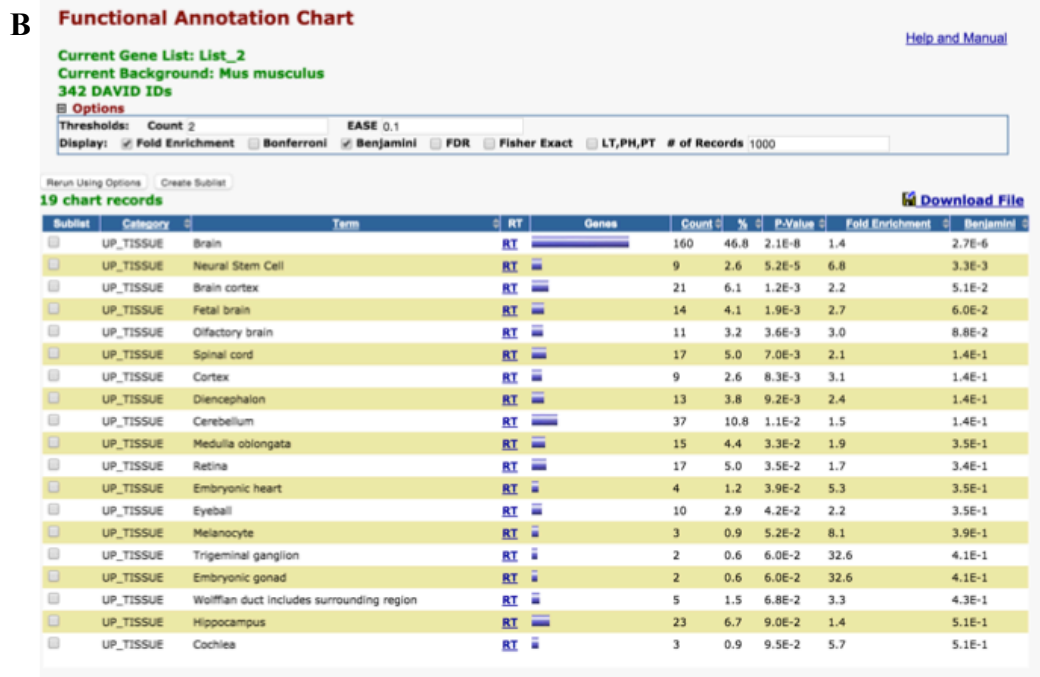 B
Functional Annotation Chart
Help and Manual
Current Gene List: List_2
Current Background: Mus musculus
342 DAVID IDs
Options
Thresholds: Count 2 EASE 0.1
Display: Fold Enrichment Bonferroni Benjamini FDR Fisher Exact LT,PH,PT # of Records 1000
Rerun Using Options Create Sublist
19 chart records Download File
Sublist Category Term RT Genes Count % P-Value Fold Enrichment Benjamini
UP_TISSUE Brain RT 160 46.8 2.1E-8 1.4 2.7E-6
UP_TISSUE Neural Stem Cell RT 9 2.6 5.2E-5 6.8 3.3E-3
UP_TISSUE Brain cortex RT 21 6.1 1.2E-3 2.2 5.1E-2
UP_TISSUE Fetal brain RT 14 4.1 1.9E-3 2.7 6.0E-2
UP_TISSUE Olfactory brain RT 11 3.2 3.6E-3 3.0 8.8E-2
UP_TISSUE Spinal cord RT 17 5.0 7.0E-3 2.1 1.4E-1
UP_TISSUE Cortex RT 9 2.6 8.3E-3 3.1 1.4E-1
UP_TISSUE Diencephalon RT 13 3.8 9.2E-3 2.4 1.4E-1
UP_TISSUE Cerebellum RT 37 10.8 1.1E-2 1.5 1.4E-1
UP_TISSUE Medulla oblongata RT 15 4.4 3.3E-2 1.9 3.5E-1
UP_TISSUE Retina RT 17 5.0 3.5E-2 1.7 3.4E-1
UP_TISSUE Embryonic heart RT 4 1.2 3.9E-2 5.3 3.5E-1
UP_TISSUE Eyeball RT 10 2.9 4.2E-2 2.2 3.5E-1
UP_TISSUE Melanocyte RT 3 0.9 5.2E-2 8.1 3.9E-1
UP_TISSUE Trigeminal ganglion RT 2 0.6 6.0E-2 32.6 4.1E-1
UP_TISSUE Embryonic gonad RT 2 0.6 6.0E-2 32.6 4.1E-1
UP_TISSUE Wolffian duct includes surrounding region RT 5 1.5 6.8E-2 3.3 4.3E-1
UP_TISSUE Hippocampus RT 23 6.7 9.0E-2 1.4 5.1E-1
UP_TISSUE Cochlea RT 3 0.9 9.5E-2 5.7 5.1E-1